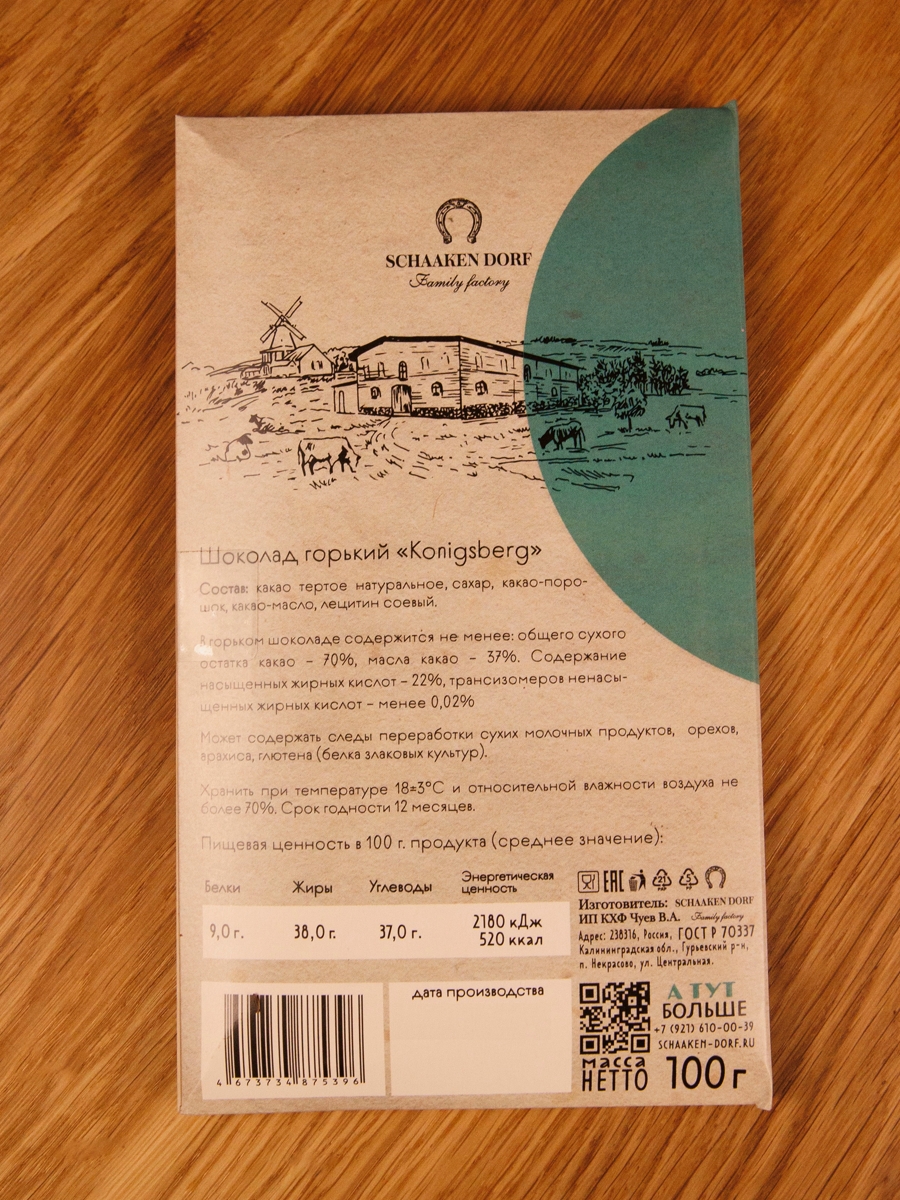 SCHAAKEN DORF
Family factory
Шоколад горький «Konigsberg»
Состав: какао тертое натуральное, сахар, какао-поро-
шок, какао-масло, лецитин соевый.
В горьком шоколаде содержится не менее: общего сухого
остатка какао – 70%, масла какао – 37%. Содержание
насыщенных жирных кислот – 22%, трансизомеров ненасы-
щенных жирных кислот – менее 0,02%
Может содержать следы переработки сухих молочных продуктов, орехов,
арахиса, глютена (белка злаковых культур).
Хранить при температуре 18±3°С и относительной влажности воздуха не
более 70%. Срок годности 12 месяцев.
Пищевая ценность в 100 г. продукта (среднее значение):
Белки Жиры Углеводы Энергетическая
ценность
9,0 г. 38,0 г. 37,0 г. 2180 кДж
520 ккал
EAC 21 PAP 5
Изготовитель: SCHAAKEN DORF
ИП КХФ Чуев В.А. Family factory
Адрес: 238316, Россия, ГОСТ Р 70337
Калининградская обл., Гурьевский р-н,
п. Некрасово, ул. Центральная.
4 673734 875396
дата производства
А ТУТ
БОЛЬШЕ
+7 (921) 610-00-39
SCHAAKEN-DORF.RU
масса
НЕТТО 100 г